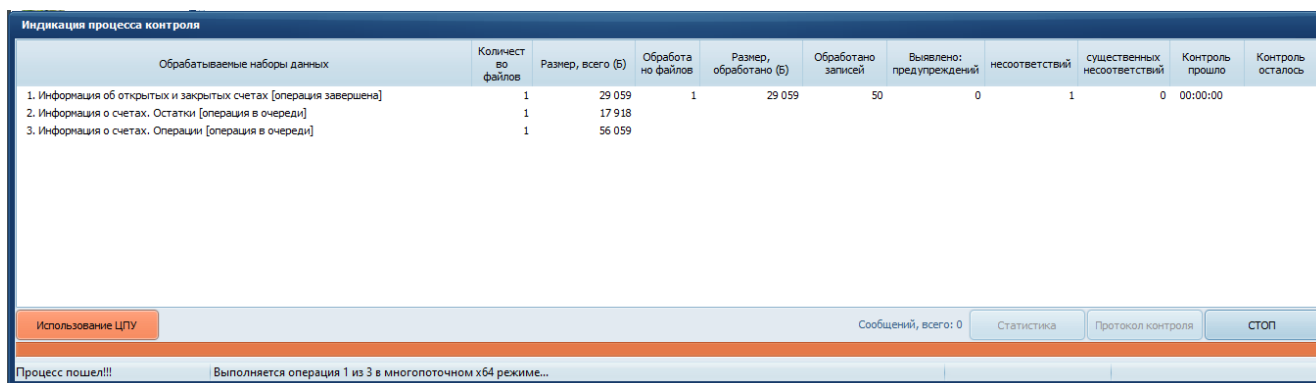 Индикация процесса контроля
Обрабатываемые наборы данных
Количест
во
файлов
Размер, всего (Б)
Обработа
но файлов
Размер,
обработано (Б)
Обработано
записей
Выявлено:
предупреждений
несоответствий
существенных
несоответствий
Контроль
прошло
Контроль
осталось
1. Информация об открытых и закрытых счетах [операция завершена] 1 29 059 1 29 059 50 0 1 0 00:00:00
2. Информация о счетах. Остатки [операция в очереди] 1 17 918
3. Информация о счетах. Операции [операция в очереди] 1 56 059
Использование ЦПУ Сообщений, всего: 0 Статистика Протокол контроля СТОП
Процесс пошел!!! Выполняется операция 1 из 3 в многопоточном x64 режиме...